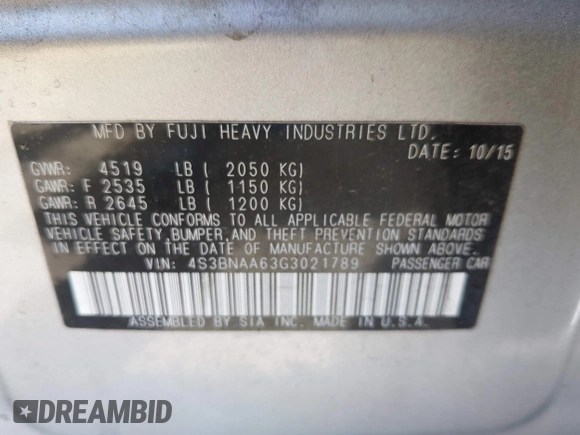 MFD BY FUJI HEAVY INDUSTRIES LTD.
DATE: 10/15
GVWR: 4519 LB ( 2050 KG)
GAWR: F 2535 LB ( 1150 KG)
GAWR: R 2645 LB ( 1200 KG)
THIS VEHICLE CONFORMS TO ALL APPLICABLE FEDERAL MOTOR
VEHICLE SAFETY, BUMPER, AND THEFT PREVENTION STANDARDS
IN EFFECT ON THE DATE OF MANUFACTURE SHOWN ABOVE.
VIN: 4S3BNAA63G3021789 PASSENGER CAR
ASSEMBLED BY SIA INC. MADE IN U.S.A.
DREAMBID
DREAMBID.COM